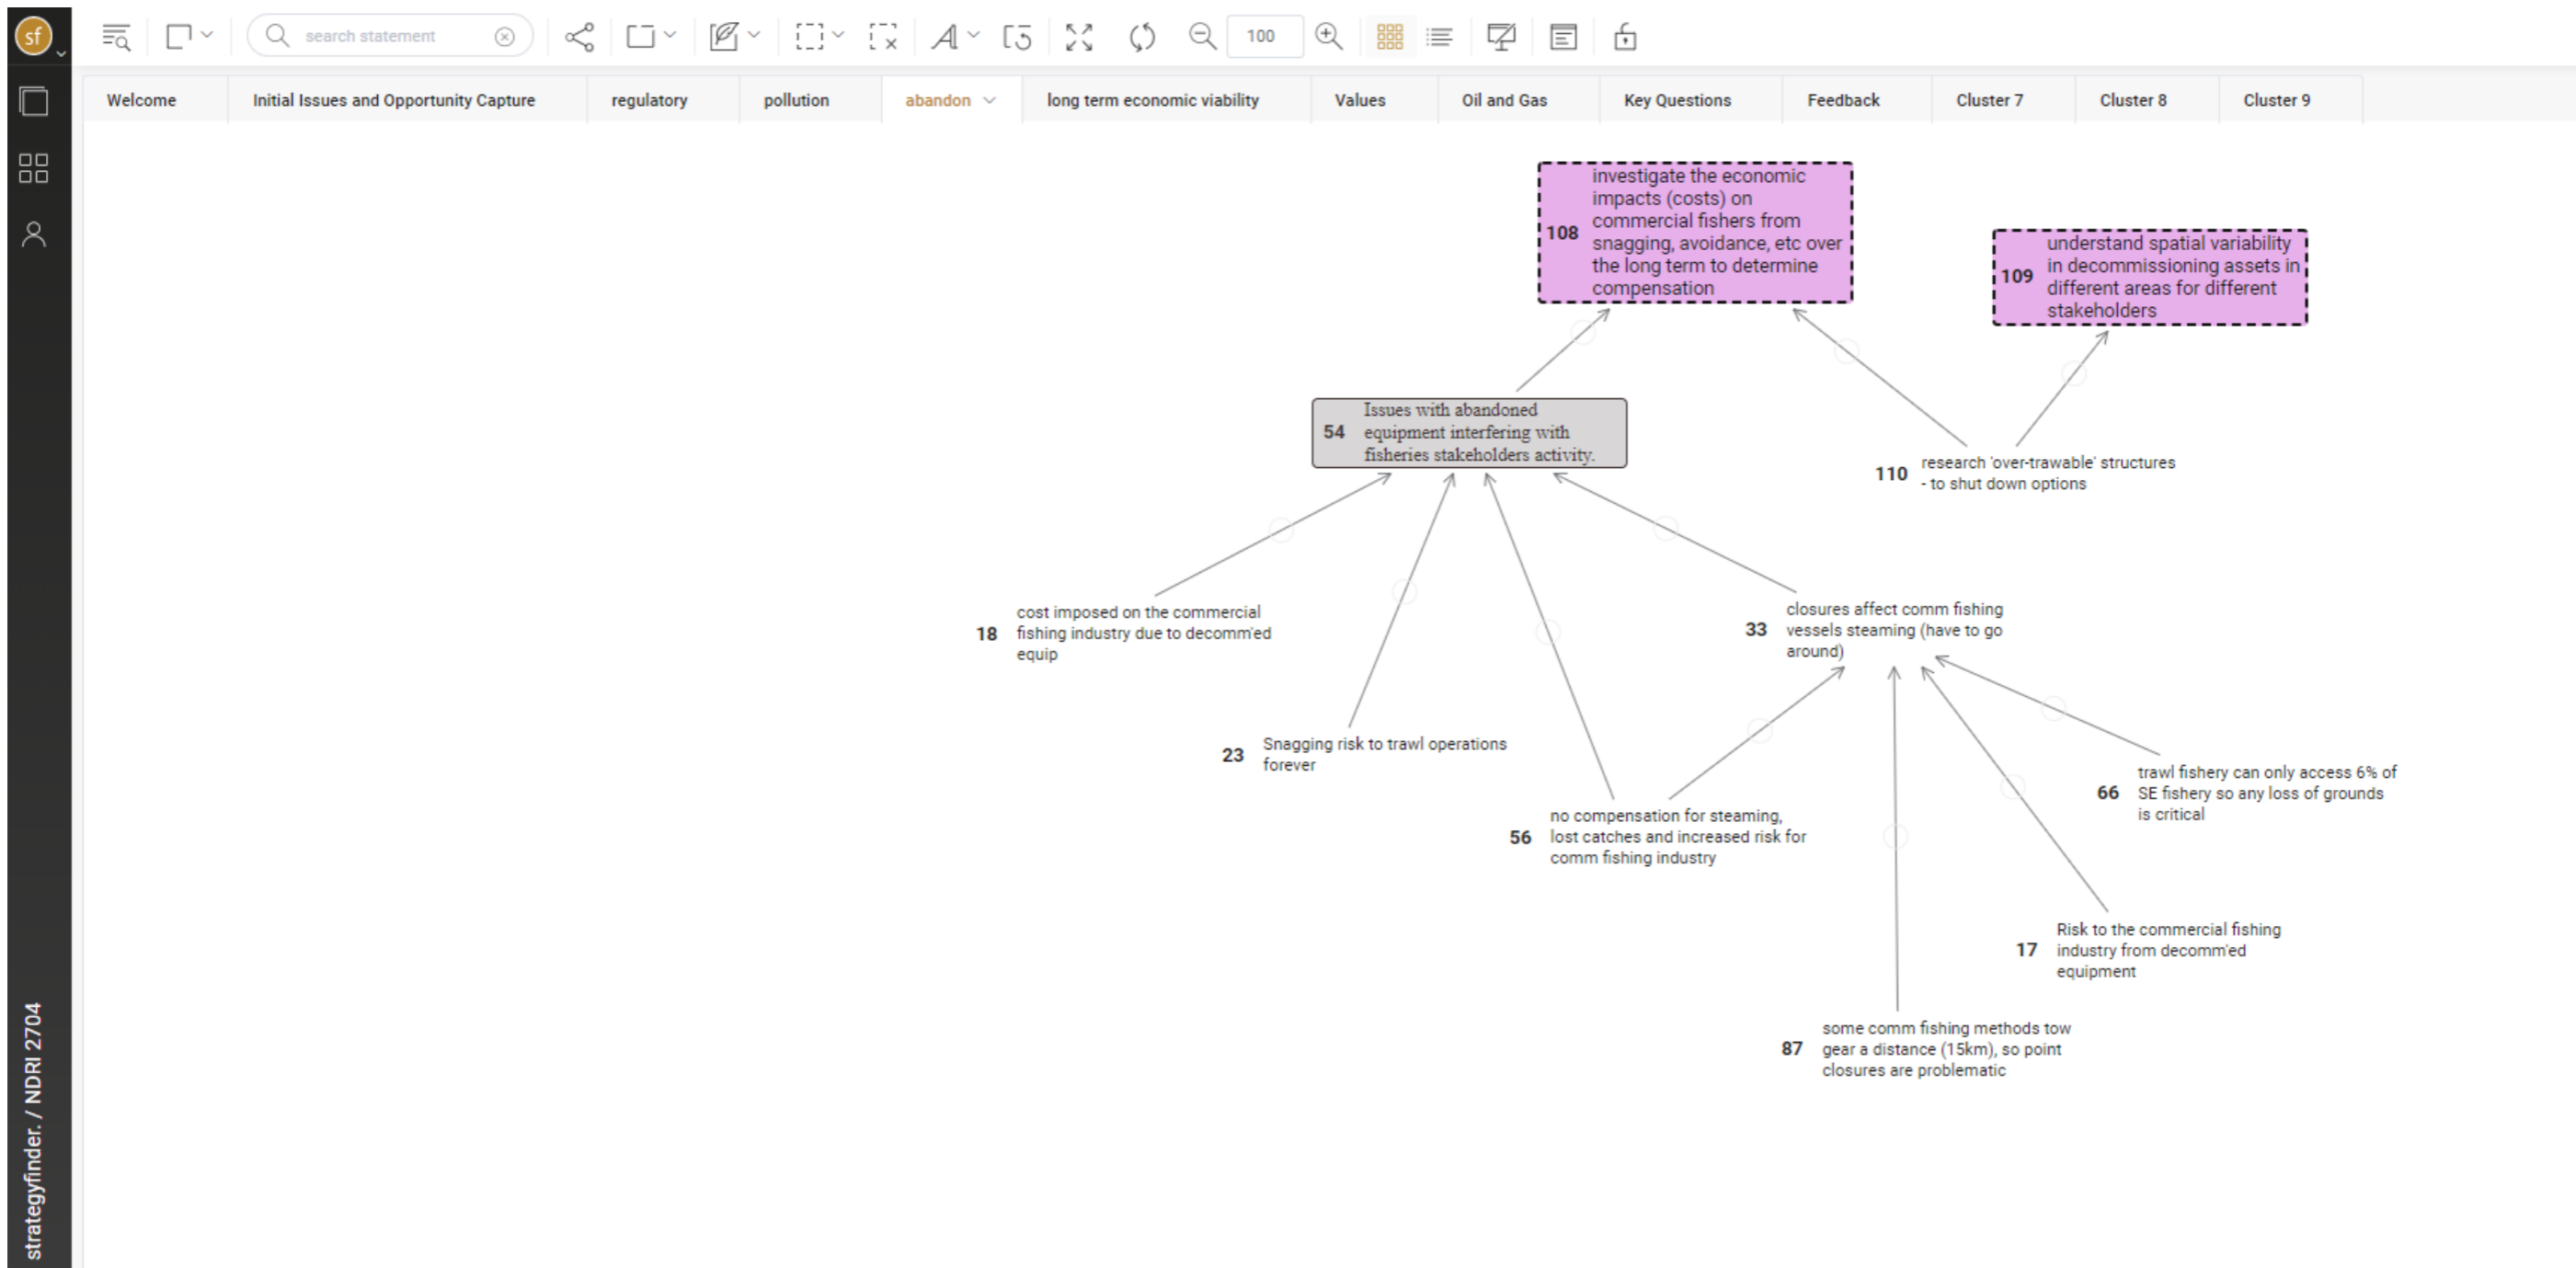 sf
search statement
100
Welcome
Initial Issues and Opportunity Capture
regulatory
pollution
abandon
long term economic viability
Values
Oil and Gas
Key Questions
Feedback
Cluster 7
Cluster 8
Cluster 9
108
investigate the economic
impacts (costs) on
commercial fishers from
snagging, avoidance, etc over
the long term to determine
compensation
109
understand spatial variability
in decommissioning assets in
different areas for different
stakeholders
54
Issues with abandoned
equipment interfering with
fisheries stakeholders activity.
110
research 'over-trawable' structures
- to shut down options
18
cost imposed on the commercial
fishing industry due to decomm'ed
equip
33
closures affect comm fishing
vessels steaming (have to go
around)
23
Snagging risk to trawl operations
forever
56
no compensation for steaming,
lost catches and increased risk for
comm fishing industry
66
trawl fishery can only access 6% of
SE fishery so any loss of grounds
is critical
17
Risk to the commercial fishing
industry from decomm'ed
equipment
87
some comm fishing methods tow
gear a distance (15km), so point
closures are problematic
strategyfinder. / NDRI 2704